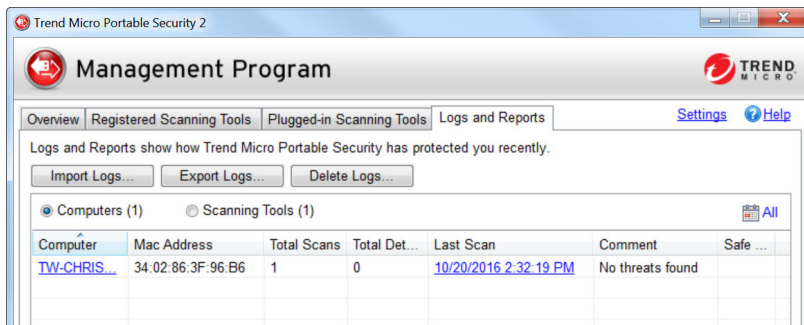 Trend Micro Portable Security 2
Management Program
TREND MICRO
Overview Registered Scanning Tools Plugged-in Scanning Tools Logs and Reports Settings Help
Logs and Reports show how Trend Micro Portable Security has protected you recently.
Import Logs... Export Logs... Delete Logs...
Computers (1) Scanning Tools (1) All
Computer Mac Address Total Scans Total Det... Last Scan Comment Safe ...
TW-CHRIS... 34:02:86:3F:96:B6 1 0 10/20/2016 2:32:19 PM No threats found